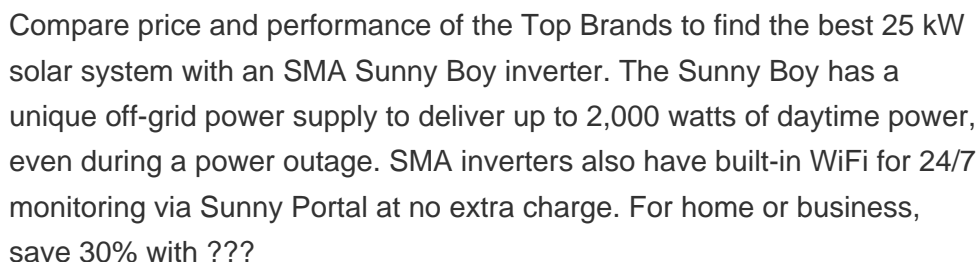 Compare price and performance of the Top Brands to find the best 25 kW
solar system with an SMA Sunny Boy inverter. The Sunny Boy has a
unique off-grid power supply to deliver up to 2,000 watts of daytime power,
even during a power outage. SMA inverters also have built-in WiFi for 24/7
monitoring via Sunny Portal at no extra charge. For home or business,
save 30% with ???